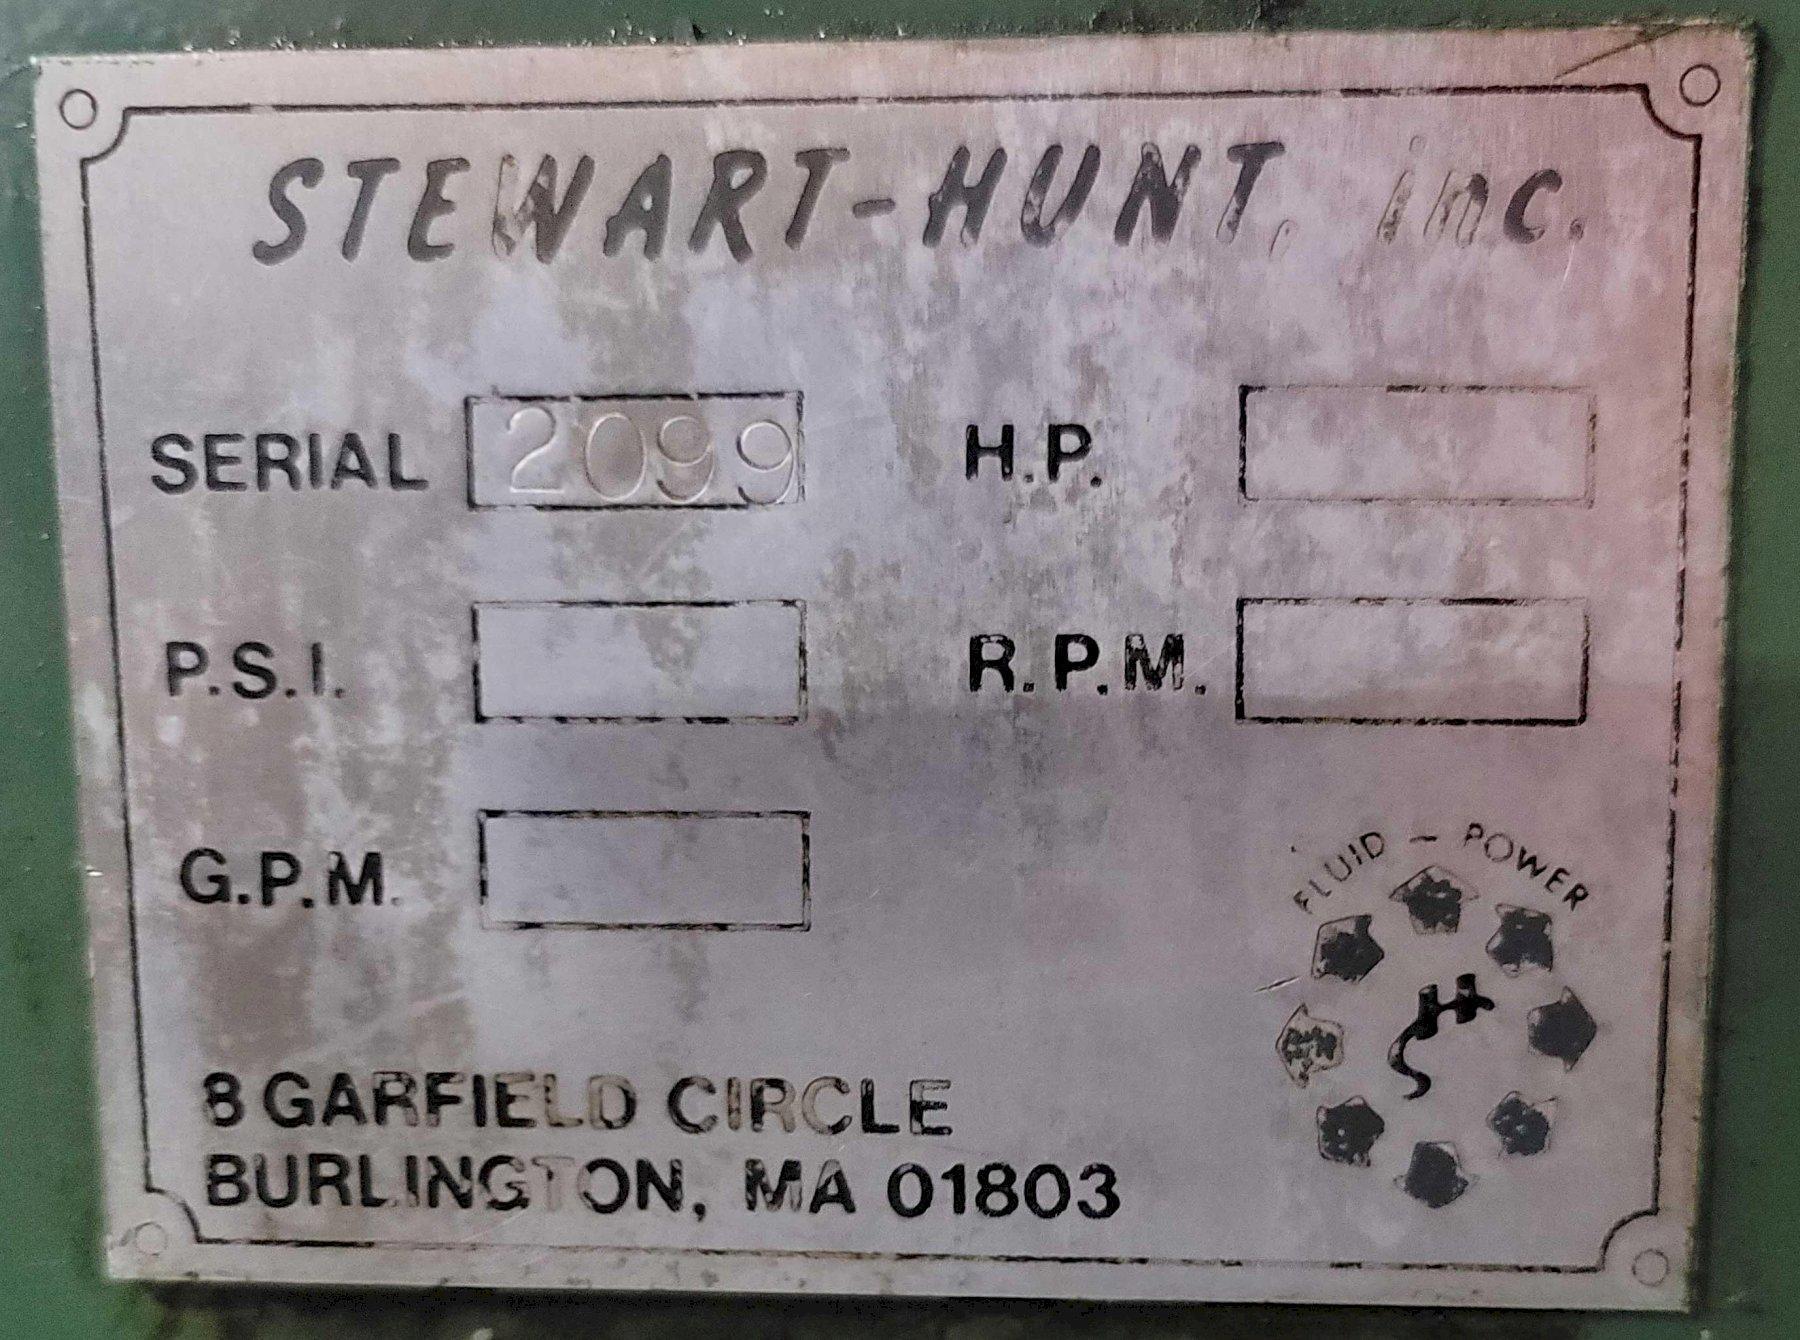 STEWART-HUNT, inc.
SERIAL 2099 H.P.
P.S.I. R.P.M.
G.P.M.
FLUID - POWER
SH
8 GARFIELD CIRCLE
BURLINGTON, MA 01803